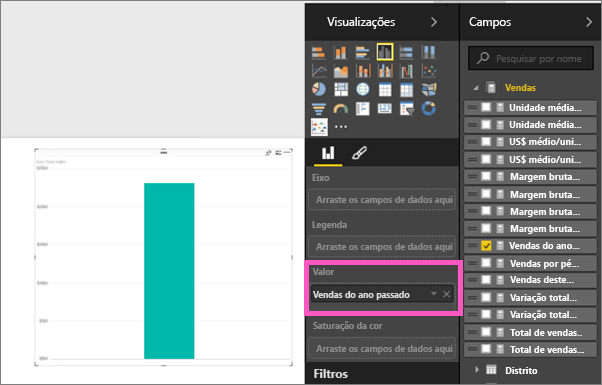 Visualizações
Campos
Pesquisar por nome
Vendas
Unidade média...
Unidade média...
US$ médio/uni...
US$ médio/uni...
Margem bruta...
Margem bruta...
Margem bruta...
Margem bruta...
Vendas do ano...
Vendas por pé...
Vendas deste...
Variação total...
Variação total...
Total de vendas..
Total de vendas...
Distrito
Eixo
Arraste os campos de dados aqui
Legenda
Arraste os campos de dados aqui
Valor
Vendas do ano passado
Saturação da cor
Arraste os campos de dados aqui
Filtros